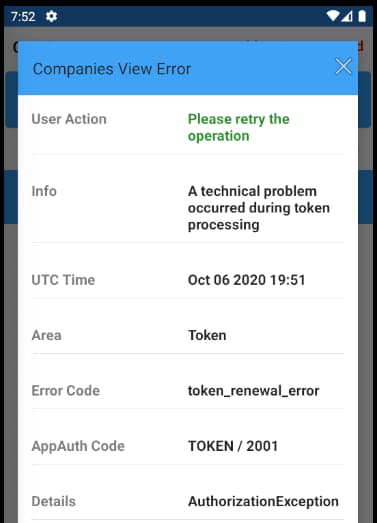 7:52
Companies View Error
User Action
Please retry the
operation
Info
A technical problem
occurred during token
processing
UTC Time
Oct 06 2020 19:51
Area
Token
Error Code
token_renewal_error
AppAuth Code
TOKEN / 2001
Details
AuthorizationException